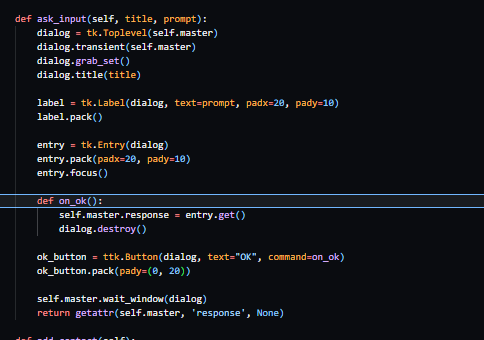 def ask_input(self, title, prompt):
    dialog = tk.Toplevel(self.master)
    dialog.transient(self.master)
    dialog.grab_set()
    dialog.title(title)
    label = tk.Label(dialog, text=prompt, padx=20, pady=10)
    label.pack()
    entry = tk.Entry(dialog)
    entry.pack(padx=20, pady=10)
    entry.focus()
    def on_ok():
        self.master.response = entry.get()
        dialog.destroy()
    ok_button = ttk.Button(dialog, text="OK", command=on_ok)
    ok_button.pack(pady=(0, 20))
    self.master.wait_window(dialog)
    return getattr(self.master, 'response', None)